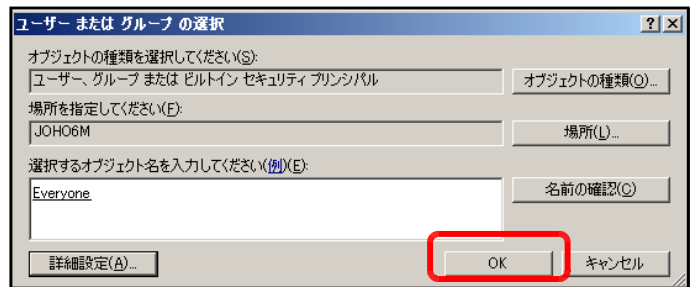 ユーザー または グループ の選択
オブジェクトの種類を選択してください(S):
ユーザー、グループ または ビルトイン セキュリティ プリンシパル
オブジェクトの種類(O)...
場所を指定してください(F):
JOHO6M
場所(L)...
選択するオブジェクト名を入力してください(例)(E):
Everyone
名前の確認(C)
詳細設定(A)...
OK
キャンセル